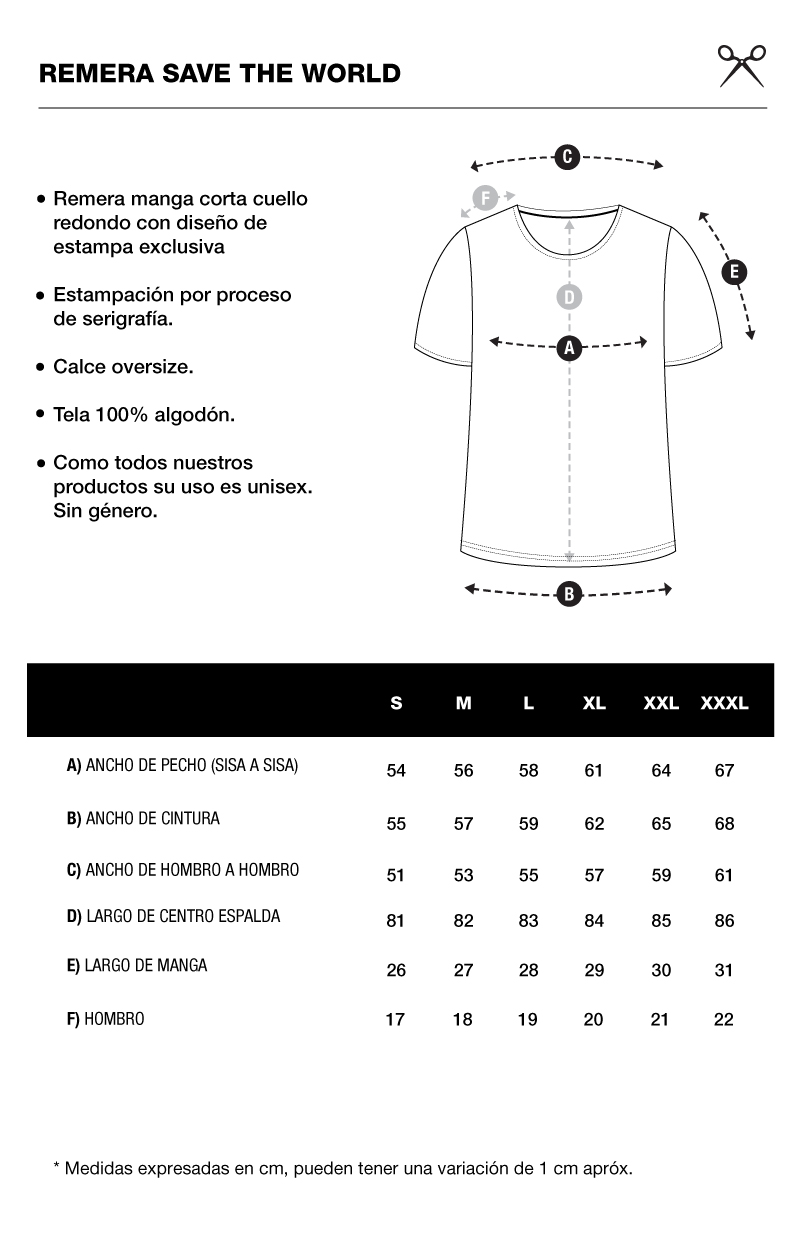 REMERA SAVE THE WORLD
• Remera manga corta cuello
redondo con diseño de
estampa exclusiva
• Estampación por proceso
de serigrafía.
• Calce oversize.
• Tela 100% algodón.
• Como todos nuestros
productos su uso es unisex.
Sin género.
C
F
E
D
A
B
S M L XL XXL XXXL
A) ANCHO DE PECHO (SISA A SISA) 54 56 58 61 64 67
B) ANCHO DE CINTURA 55 57 59 62 65 68
C) ANCHO DE HOMBRO A HOMBRO 51 53 55 57 59 61
D) LARGO DE CENTRO ESPALDA 81 82 83 84 85 86
E) LARGO DE MANGA 26 27 28 29 30 31
F) HOMBRO 17 18 19 20 21 22
* Medidas expresadas en cm, pueden tener una variación de 1 cm apróx.